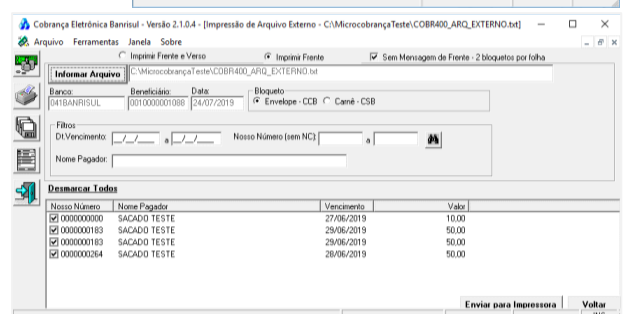 Cobrança Eletrônica Banrisul - Versão 2.1.0.4 - [Impressão de Arquivo Externo - C:\MicrocobrançaTeste\COBR400_ARQ_EXTERNO.txt]
Arquivo Ferramentas Janela Sobre
Imprimir Frente e Verso Imprimir Frente Sem Mensagem de Frente - 2 bloquetos por folha
Informar Arquivo C:\MicrocobrançaTeste\COBR400_ARQ_EXTERNO.txt
Banco: Beneficiário: Data: Bloqueto
041BANRISUL 0010000001088 24/07/2019 Envelope - CCB Carnê - CSB
Filtros
Dt.Vencimento: _/_/___ a _/_/___ Nosso Número (sem NC): a
Nome Pagador:
Desmarcar Todos
Nosso Número Nome Pagador Vencimento Valor
0000000000 SACADO TESTE 27/06/2019 10,00
0000000183 SACADO TESTE 29/06/2019 50,00
0000000183 SACADO TESTE 29/06/2019 50,00
0000000264 SACADO TESTE 28/06/2019 50,00
Enviar para Impressora Voltar